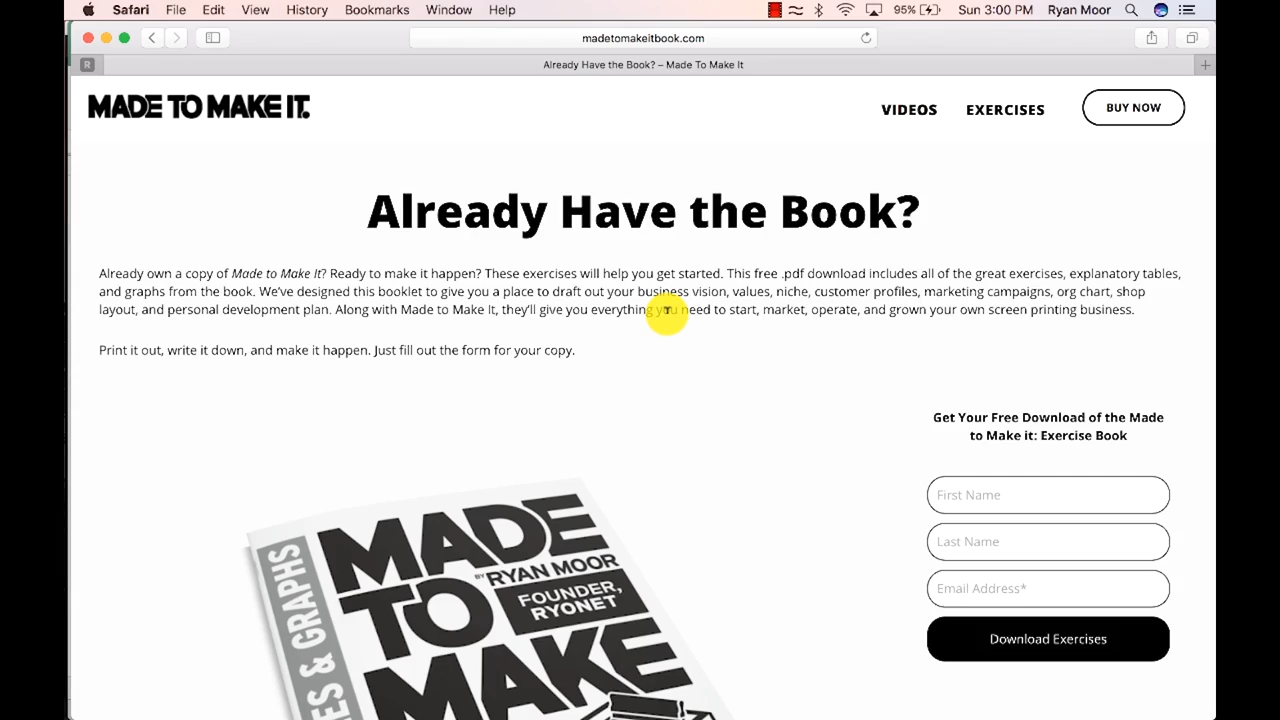 Safari File Edit View History Bookmarks Window Help 95% Sun 3:00 PM Ryan Moor
madetomakeitbook.com
R Already Have the Book? – Made To Make It
MADE TO MAKE IT. VIDEOS EXERCISES BUY NOW
Already Have the Book?
Already own a copy of Made to Make It? Ready to make it happen? These exercises will help you get started. This free .pdf download includes all of the great exercises, explanatory tables,
and graphs from the book. We’ve designed this booklet to give you a place to draft out your business vision, values, niche, customer profiles, marketing campaigns, org chart, shop
layout, and personal development plan. Along with Made to Make It, they’ll give you everything you need to start, market, operate, and grown your own screen printing business.
Print it out, write it down, and make it happen. Just fill out the form for your copy.
Get Your Free Download of the Made
to Make it: Exercise Book
First Name
Last Name
Email Address*
Download Exercises
& GRAPHS
MADE
BY RYAN MOOR
TO
FOUNDER,
RYONET
MAKE